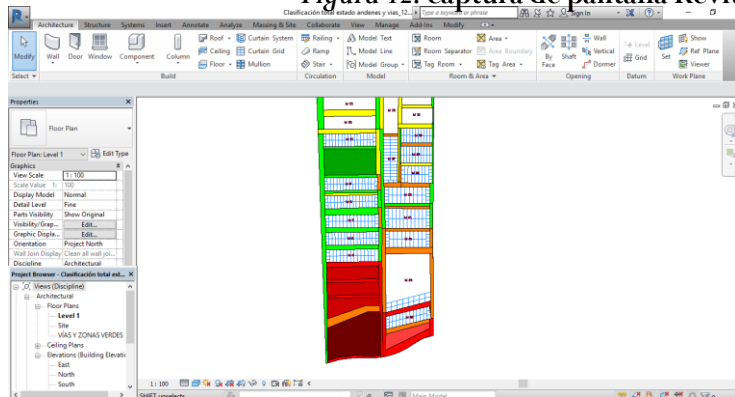 Figura 12. Captura de pantalla Revit
Clasificación total estado andenes y vías_12... Type a keyword or phrase Sign In
Architecture Structure Systems Insert Annotate Analyze Massing & Site Collaborate View Manage Add-Ins Modify
Modify Wall Door Window Component Column Roof Ceiling Floor Curtain System Curtain Grid Mullion Railing Ramp Stair Model Text Model Line Model Group Room Room Separator Tag Room Area Area Boundary Tag Area By Face Shaft Wall Vertical Dormer Level Grid Set Show Ref Plane Viewer
Select Build Circulation Model Room & Area Opening Datum Work Plane
Properties
Floor Plan
Floor Plan: Level 1 Edit Type
Graphics
View Scale 1 : 100
Scale Value 1: 100
Display Model Normal
Detail Level Fine
Parts Visibility Show Original
Visibility/Grap... Edit...
Graphic Displa... Edit...
Orientation Project North
Wall Join Display Clean all wall joi...
Discipline Architectural
Project Browser - Clasificación total est...
Views (Discipline)
Architectural
Floor Plans
Level 1
Site
VÍAS Y ZONAS VERDES
Ceiling Plans
Elevations (Building Elevatio
East
North
South
1 : 100
SHIFT unselects Main Model